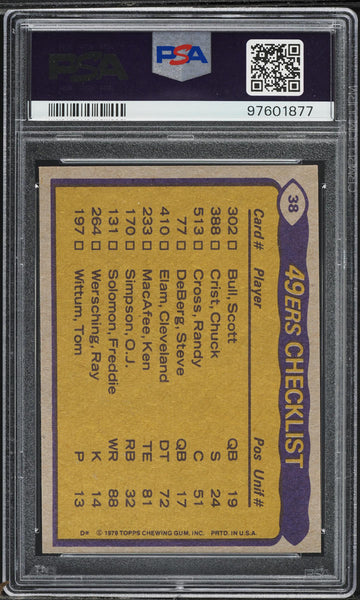 PSA
PSA
97601877
38
49ERS CHECKLIST
Card # Player Pos Unif #
302 □ Bull, Scott QB 19
388 □ Crist, Chuck S 24
513 □ Cross, Randy C 51
77 □ DeBerg, Steve QB 17
410 □ Elam, Cleveland DT 72
233 □ MacAfee, Ken TE 81
170 □ Simpson, O.J. RB 32
131 □ Solomon, Freddie WR 88
264 □ Wersching, Ray K 14
197 □ Wittum, Tom P 13
D* © 1979 TOPPS CHEWING GUM, INC. PRTD. IN U.S.A.